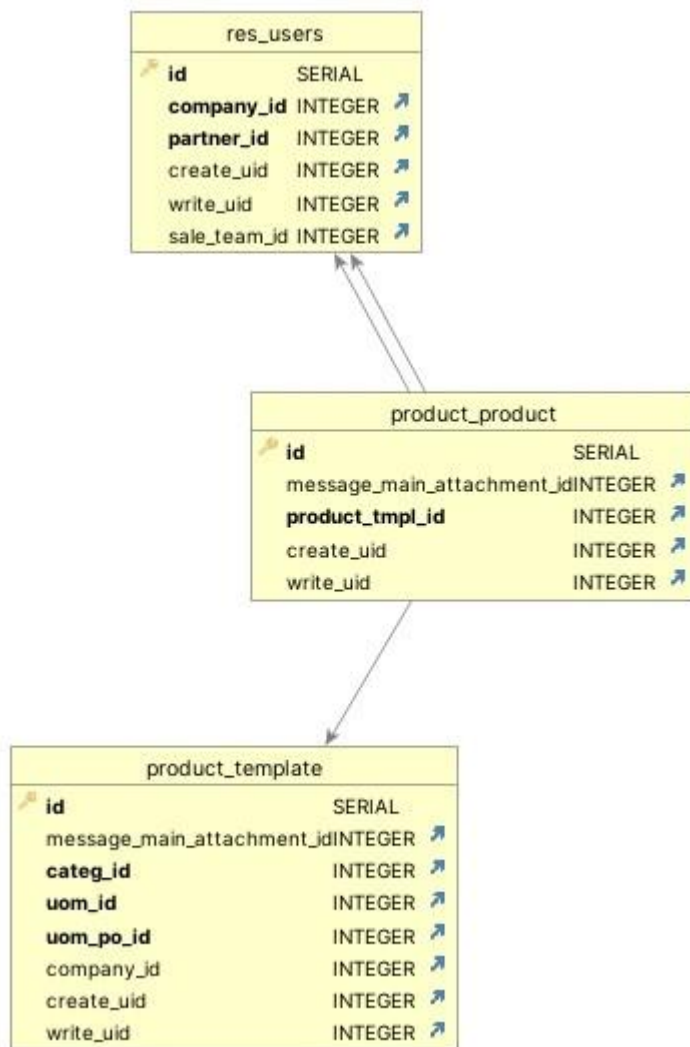 res_users
id SERIAL
company_id INTEGER
partner_id INTEGER
create_uid INTEGER
write_uid INTEGER
sale_team_id INTEGER
product_product
id SERIAL
message_main_attachment_idINTEGER
product_tmpl_id INTEGER
create_uid INTEGER
write_uid INTEGER
product_template
id SERIAL
message_main_attachment_idINTEGER
categ_id INTEGER
uom_id INTEGER
uom_po_id INTEGER
company_id INTEGER
create_uid INTEGER
write_uid INTEGER